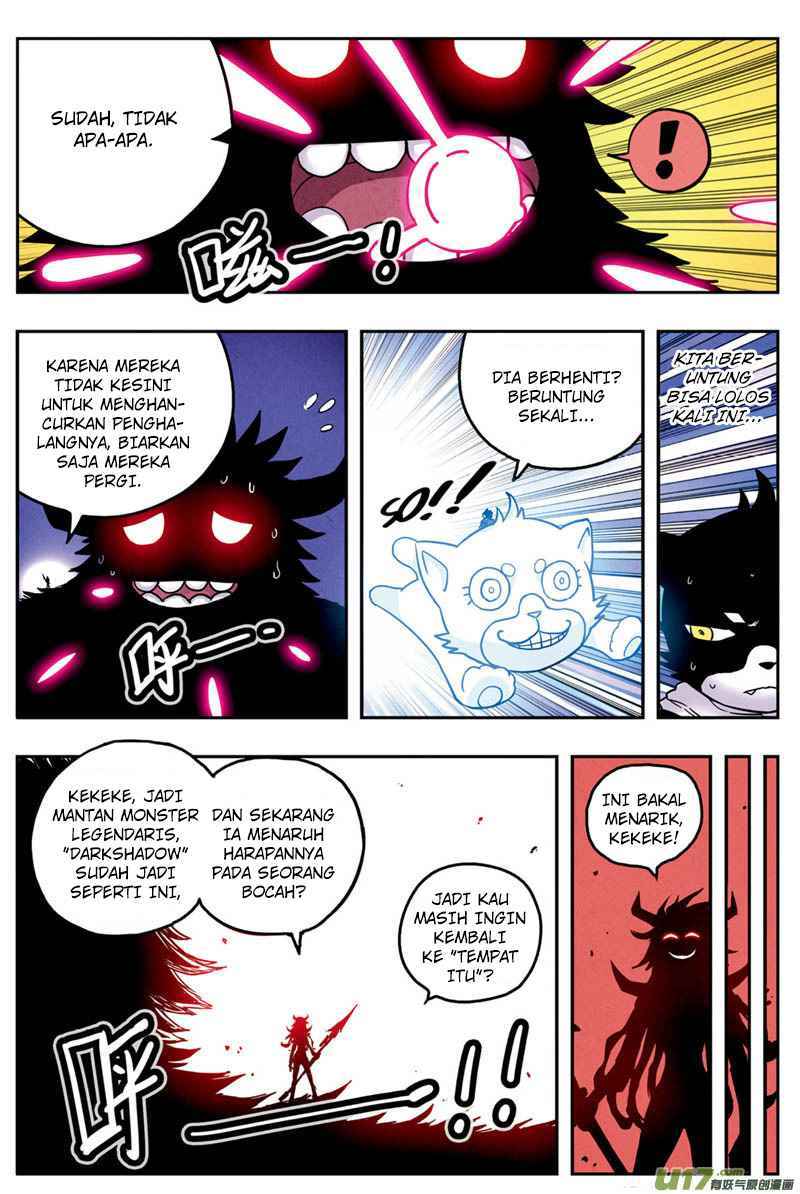 SUDAH, TIDAK
APA-APA.
!
嗞一!
KARENA MEREKA
TIDAK KESINI
UNTUK MENGHAN-
CURKAN PENGHA-
LANGNYA, BIARKAN
SAJA MEREKA
PERGI.
呼一·
DIA BERHENTI?
BERUNTUNG
SEKALI...
SO!!
KITA BER-
UNTUNG
BISA LOLOS
KALI INI...
KEKEKE, JADI
MANTAN MONSTER
LEGENDARIS,
"DARKSHADOW"
SUDAH JADI
SEPERTI INI,
DAN SEKARANG
IA MENARUH
HARAPANNYA
PADA SEORANG
BOCAH?
JADI KAU
MASIH INGIN
KEMBALI
KE "TEMPAT
ITU"?
呼一!!
INI BAKAL
MENARIK,
KEKEKE!
U17
有妖气原创漫画